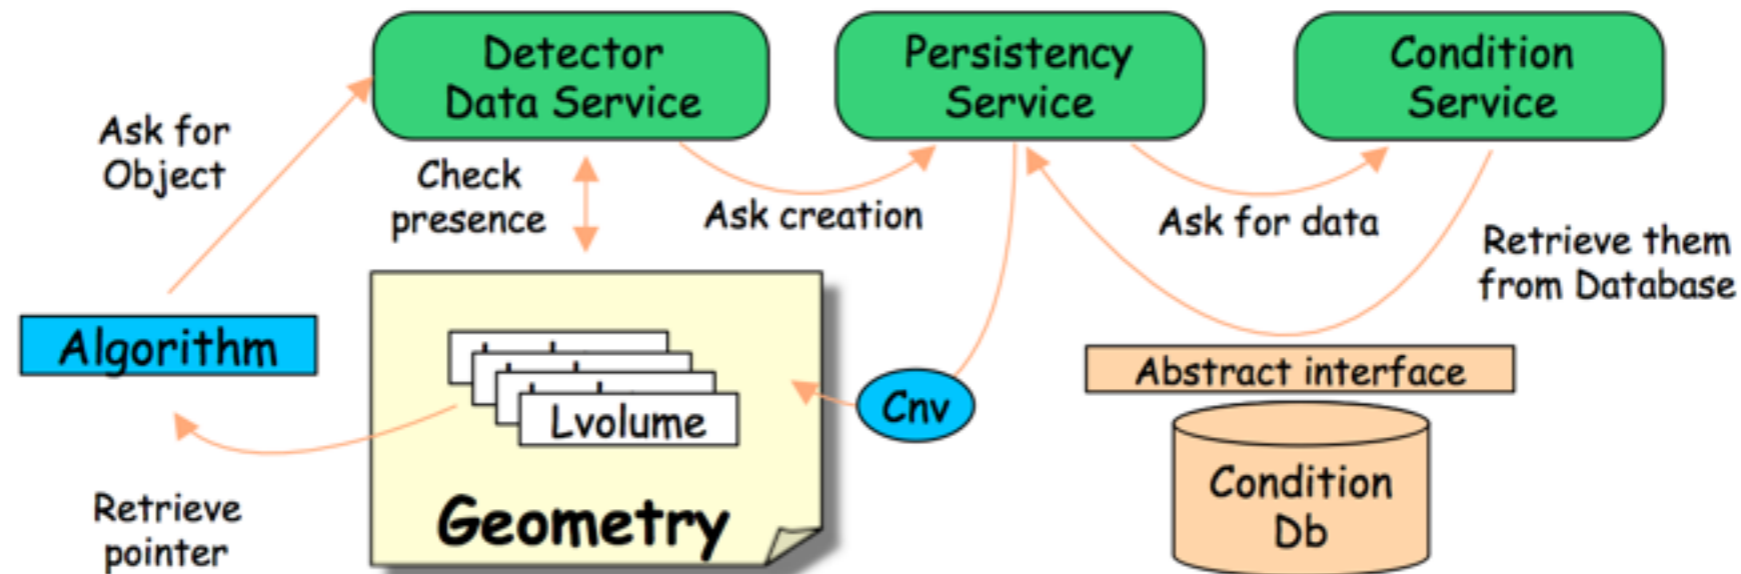 Detector
Data Service
Persistency
Service
Condition
Service
Ask for
Object
Check
presence
Ask creation
Ask for data
Retrieve them
from Database
Algorithm
Lvolume
Cnv
Abstract interface
Geometry
Condition
Db
Retrieve
pointer